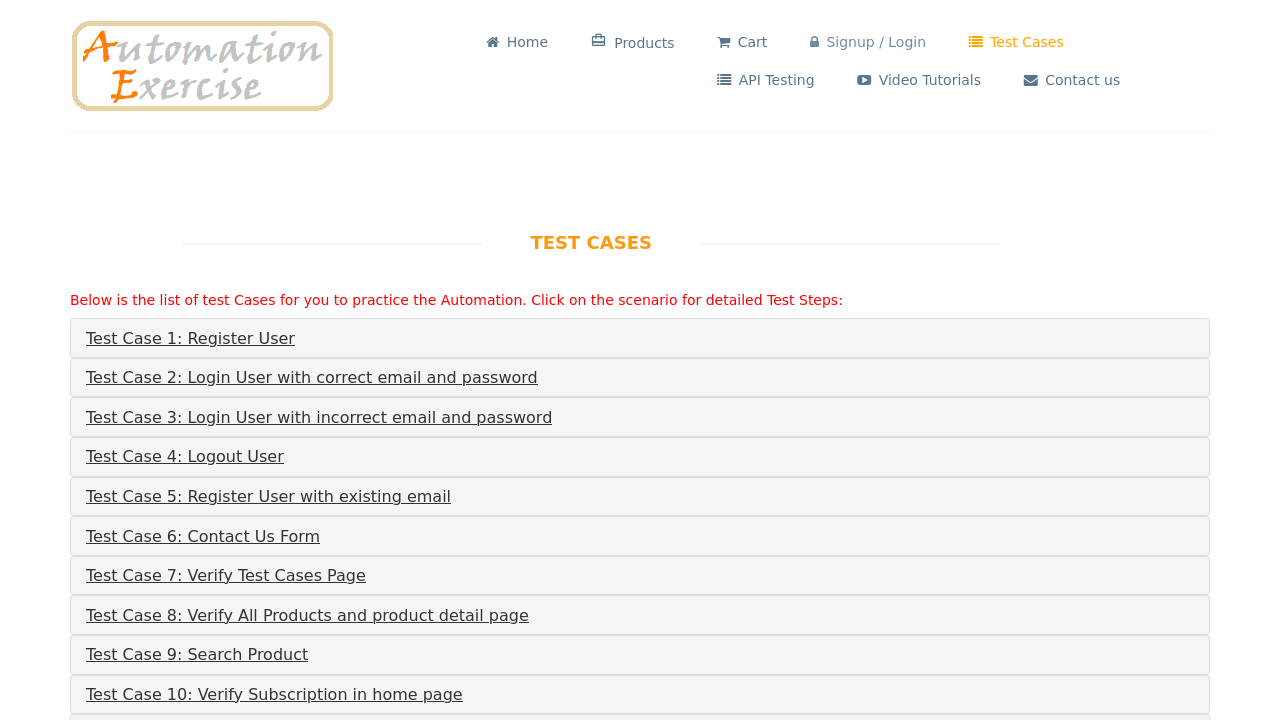 Automation
Exercise
Home
Products
Cart
Signup / Login
Test Cases
API Testing
Video Tutorials
Contact us
TEST CASES
Below is the list of test Cases for you to practice the Automation. Click on the scenario for detailed Test Steps:
Test Case 1: Register User
Test Case 2: Login User with correct email and password
Test Case 3: Login User with incorrect email and password
Test Case 4: Logout User
Test Case 5: Register User with existing email
Test Case 6: Contact Us Form
Test Case 7: Verify Test Cases Page
Test Case 8: Verify All Products and product detail page
Test Case 9: Search Product
Test Case 10: Verify Subscription in home page